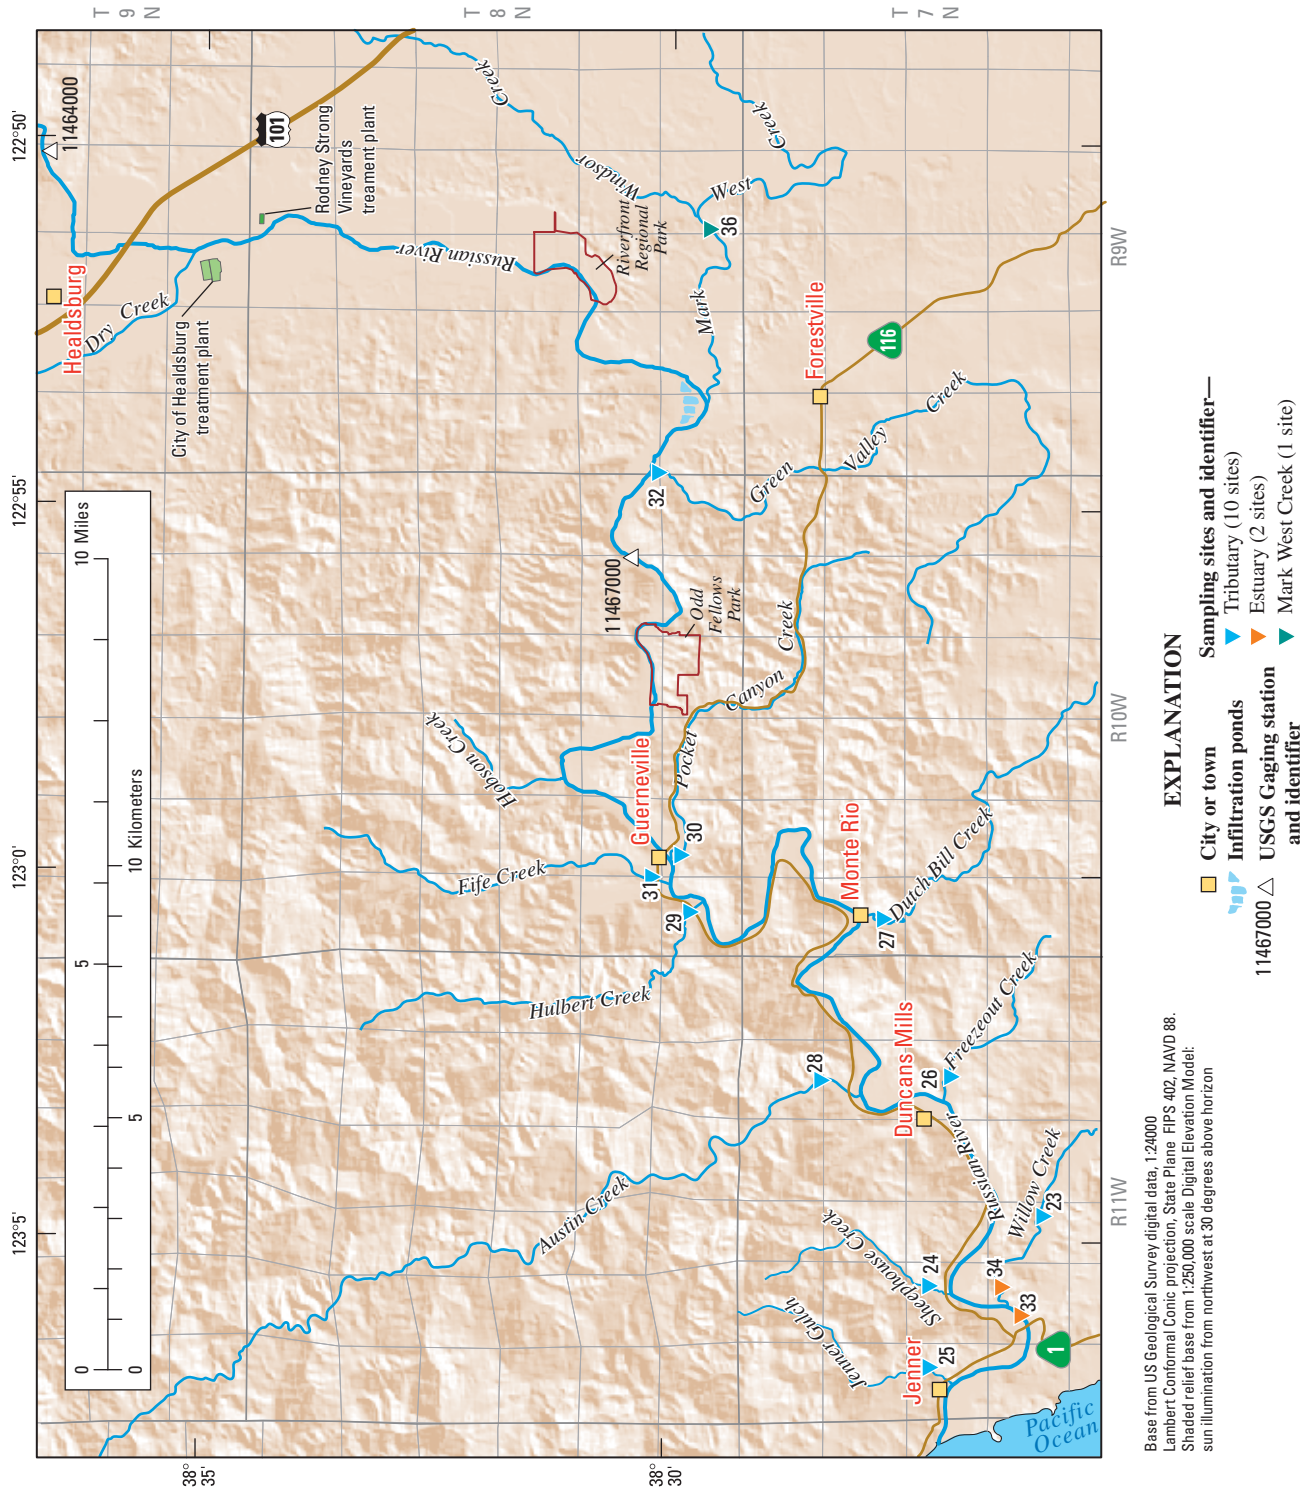 T 9 N
T 8 N
T 7 N
122°50'
122°55'
123°0'
123°5'
38°
35'
38°
30'
R9W
R10W
R11W
10 Miles
5
0
10 Kilometers
5
0
11464000
101
Rodney Strong
Vineyards
treament plant
Healdsburg
Dry Creek
City of Healdsburg
treatment plant
Russian River
Riverfront
Regional
Park
Windsor Creek
Mark West Creek
36
Forestville
116
Green Valley Creek
32
11467000
Odd
Fellows
Park
Pocket Canyon Creek
Hobson Creek
Guerneville
30
31
Fife Creek
29
Hulbert Creek
Monte Rio
27
Dutch Bill Creek
28
Austin Creek
Duncans Mills
26
Freezeout Creek
Russian River
Willow Creek
23
Sheephouse Creek
24
34
33
Jenner Gulch
25
Jenner
1
Pacific
Ocean
EXPLANATION
City or town
Infiltration ponds
11467000 USGS Gaging station
and identifier
Sampling sites and identifier—
Tributary (10 sites)
Estuary (2 sites)
Mark West Creek (1 site)
Base from US Geological Survey digital data, 1:24000
Lambert Conformal Conic projection, State Plane FIPS 402, NAVD 88.
Shaded relief base from 1:250,000 scale Digital Elevation Model:
sun illumination from northwest at 30 degrees above horizon